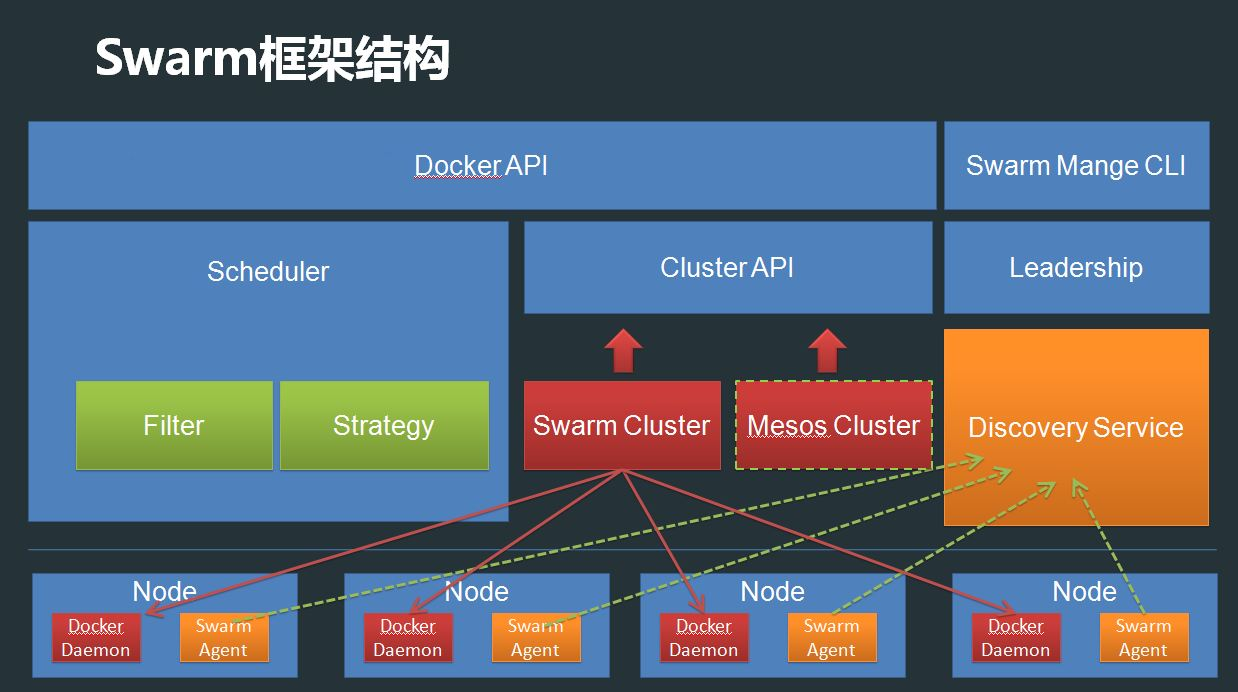 Swarm框架结构
Docker API
Swarm Mange CLI
Scheduler
Cluster API
Leadership
Filter
Strategy
Swarm Cluster
Mesos Cluster
Discovery Service
Node
Docker
Daemon
Swarm
Agent
Node
Docker
Daemon
Swarm
Agent
Node
Docker
Daemon
Swarm
Agent
Node
Docker
Daemon
Swarm
Agent